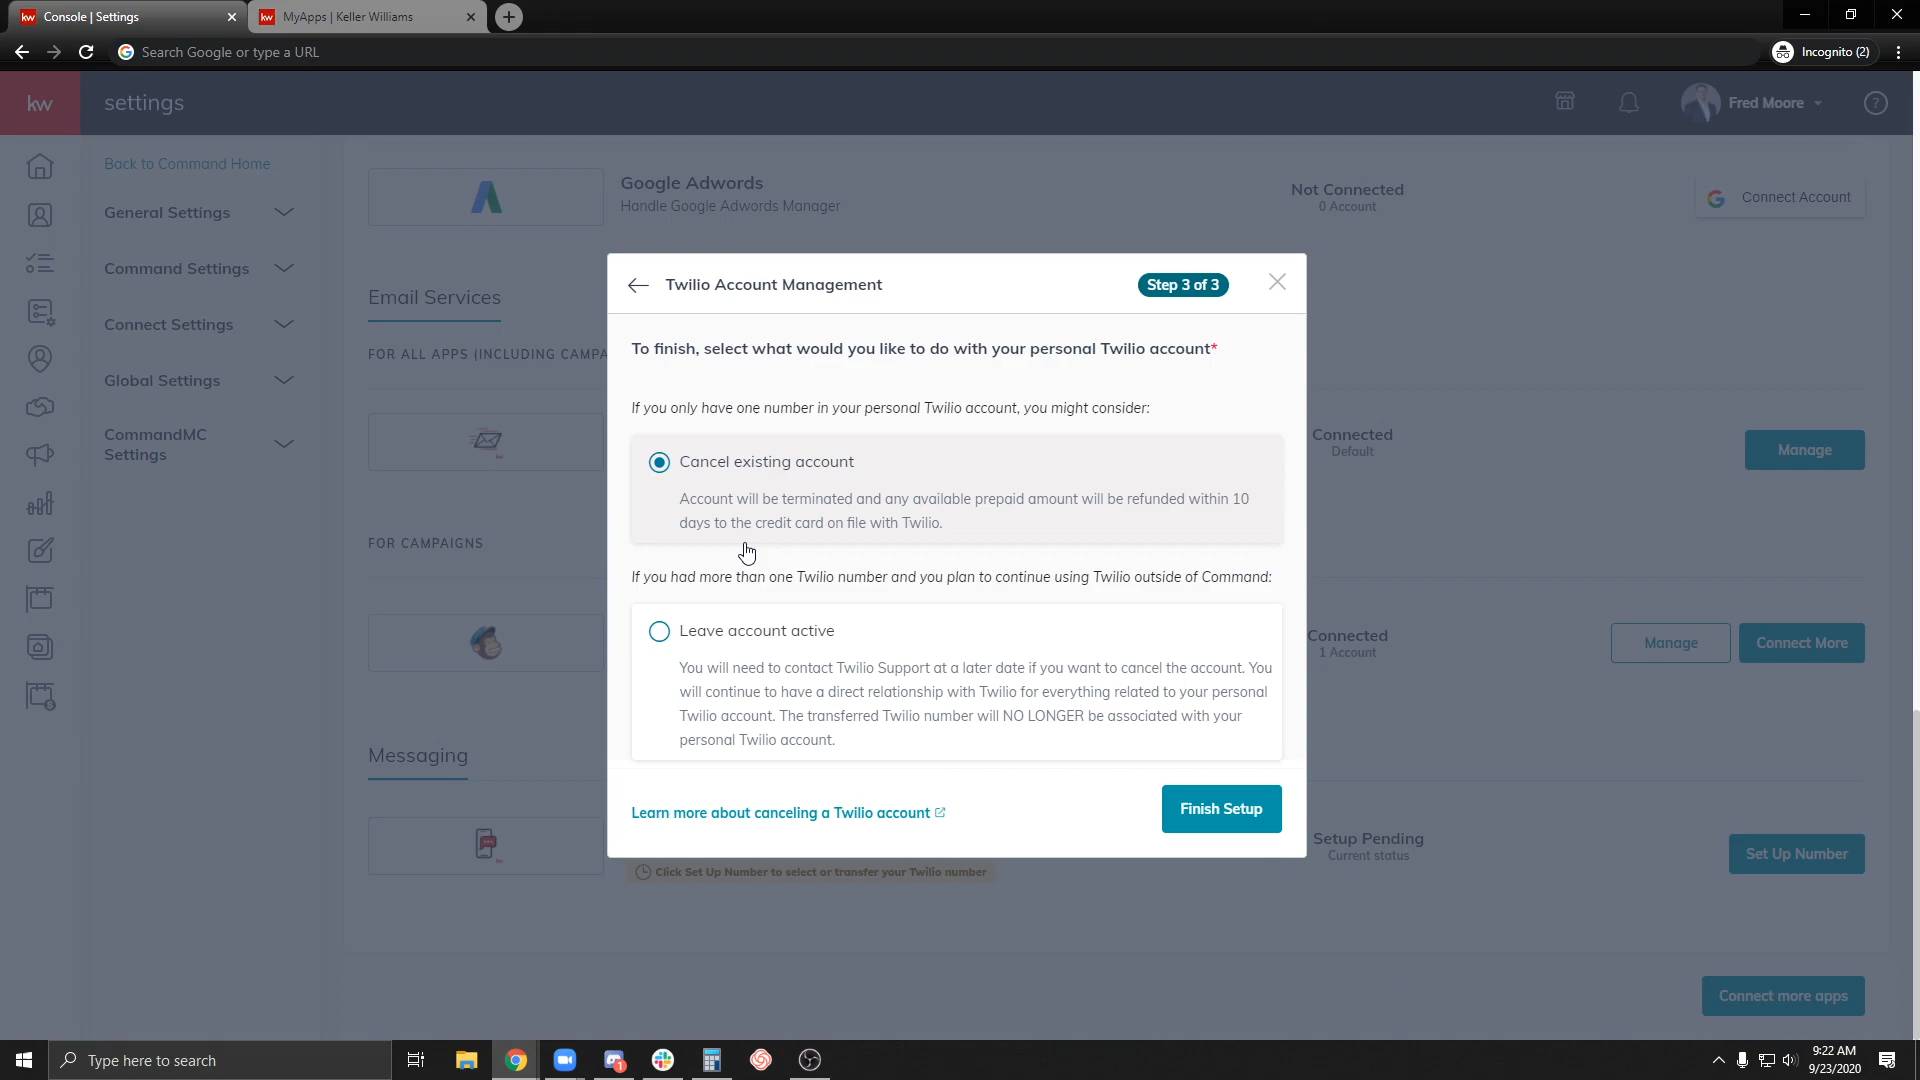 Console | Settings
MyApps | Keller Williams
Search Google or type a URL
Incognito (2)
kw
settings
Fred Moore
Back to Command Home
General Settings
Command Settings
Connect Settings
Global Settings
CommandMC
Settings
Google Adwords
Handle Google Adwords Manager
Not Connected
0 Account
Connect Account
Email Services
FOR ALL APPS (INCLUDING CAMPA
Connected
Default
Manage
FOR CAMPAIGNS
Connected
1 Account
Manage
Connect More
Messaging
Setup Pending
Current status
Set Up Number
Click Set Up Number to select or transfer your Twilio number
Connect more apps
Twilio Account Management
Step 3 of 3
To finish, select what would you like to do with your personal Twilio account*
If you only have one number in your personal Twilio account, you might consider:
Cancel existing account
Account will be terminated and any available prepaid amount will be refunded within 10
days to the credit card on file with Twilio.
If you had more than one Twilio number and you plan to continue using Twilio outside of Command:
Leave account active
You will need to contact Twilio Support at a later date if you want to cancel the account. You
will continue to have a direct relationship with Twilio for everything related to your personal
Twilio account. The transferred Twilio number will NO LONGER be associated with your
personal Twilio account.
Learn more about canceling a Twilio account
Finish Setup
Type here to search
1
9:22 AM
9/23/2020